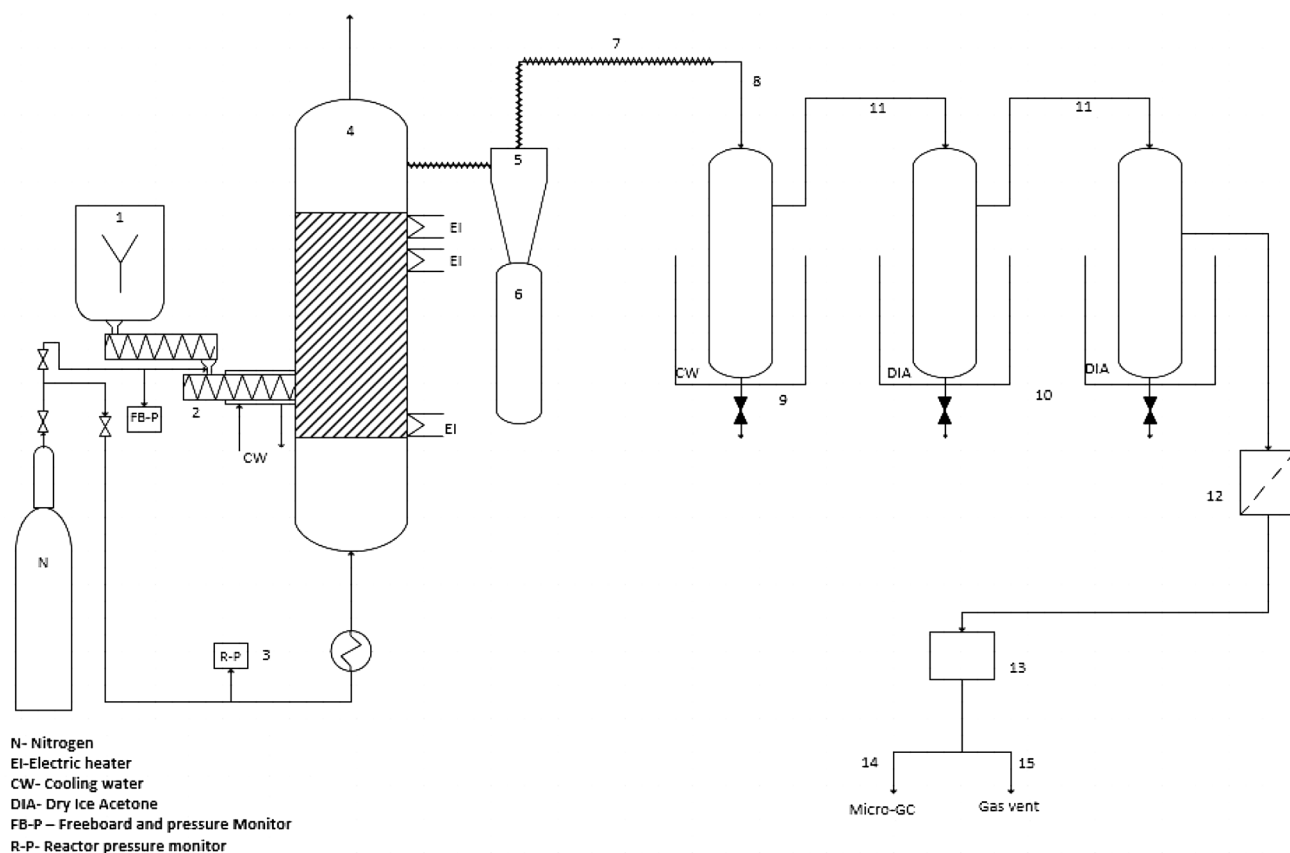 7
8
11
11
4
5
1
EI
EI
6
CW
DIA
DIA
2
9
10
FB-P
EI
CW
12
N
R-P
3
13
14
15
Micro-GC
Gas vent
N- Nitrogen
EI-Electric heater
CW- Cooling water
DIA- Dry Ice Acetone
FB-P – Freeboard and pressure Monitor
R-P- Reactor pressure monitor